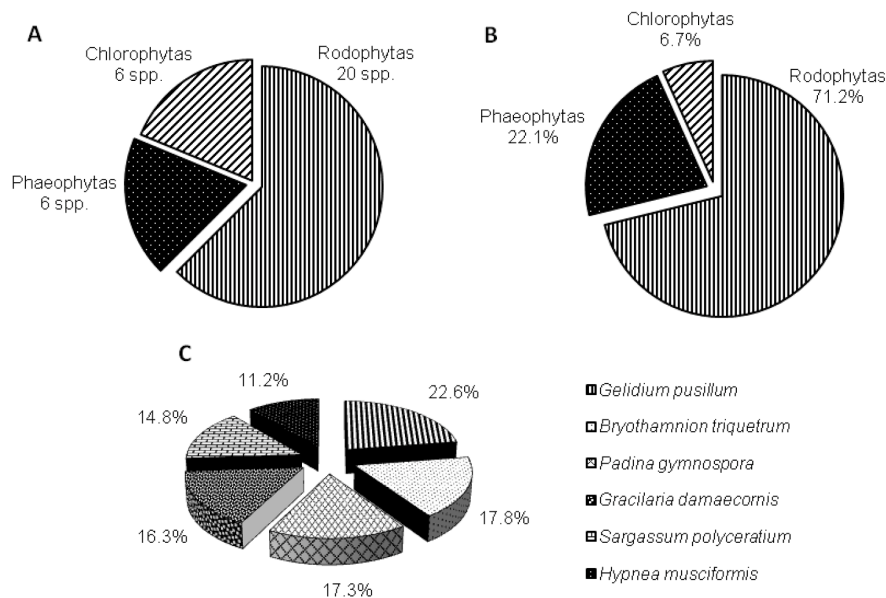 A
Chlorophytas
6 spp.
Rodophytas
20 spp.
Phaeophytas
6 spp.
B
Chlorophytas
6.7%
Rodophytas
71.2%
Phaeophytas
22.1%
C
11.2%
22.6%
14.8%
17.8%
16.3%
17.3%
Gelidium pusillum
Bryothamnion triquetrum
Padina gymnospora
Gracilaria damaecornis
Sargassum polyceratium
Hypnea musciformis